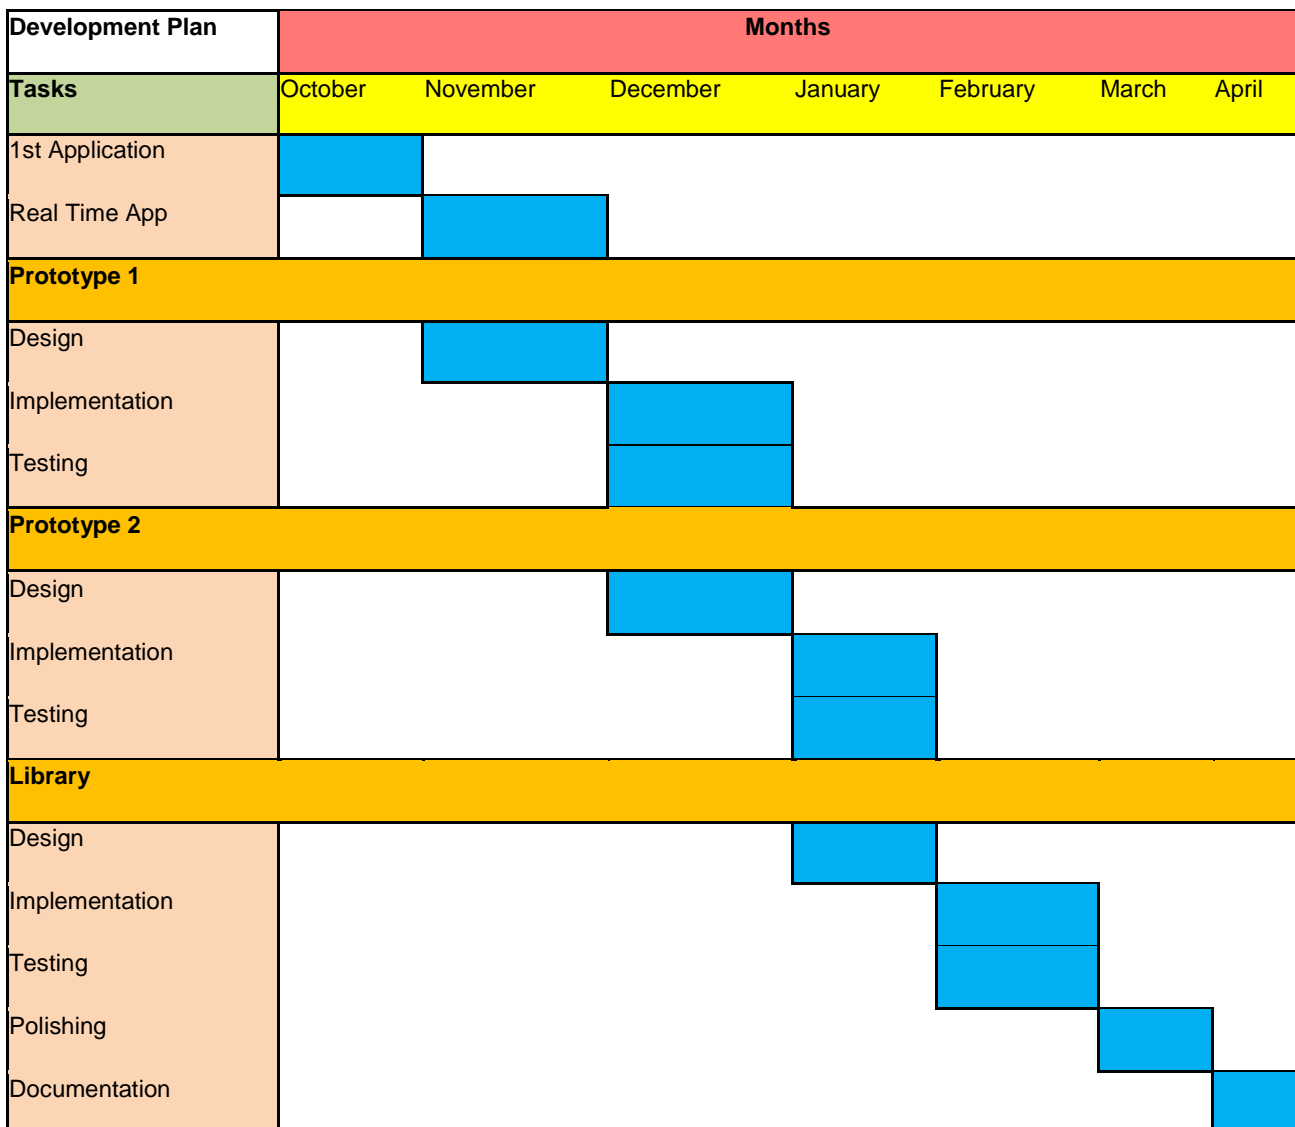 Development Plan Months
Tasks October November December January February March April
1st Application
Real Time App
Prototype 1
Design
Implementation
Testing
Prototype 2
Design
Implementation
Testing
Library
Design
Implementation
Testing
Polishing
Documentation